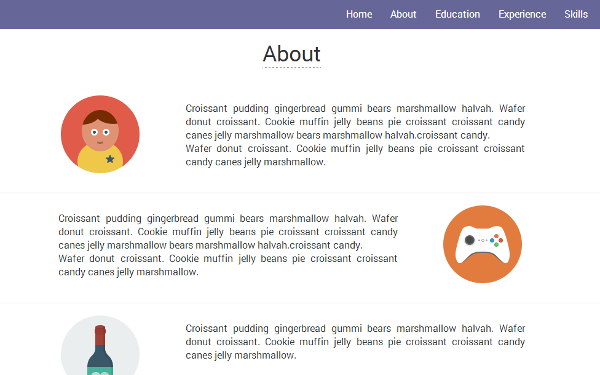 Home About Education Experience Skills
About
Croissant pudding gingerbread gummi bears marshmallow halvah. Wafer
donut croissant. Cookie muffin jelly beans pie croissant croissant candy
canes jelly marshmallow bears marshmallow halvah.croissant candy.
Wafer donut croissant. Cookie muffin jelly beans pie croissant croissant
candy canes jelly marshmallow.
Croissant pudding gingerbread gummi bears marshmallow halvah. Wafer
donut croissant. Cookie muffin jelly beans pie croissant croissant candy
canes jelly marshmallow bears marshmallow halvah.croissant candy.
Wafer donut croissant. Cookie muffin jelly beans pie croissant croissant
candy canes jelly marshmallow.
Croissant pudding gingerbread gummi bears marshmallow halvah. Wafer
donut croissant. Cookie muffin jelly beans pie croissant croissant candy
canes jelly marshmallow.